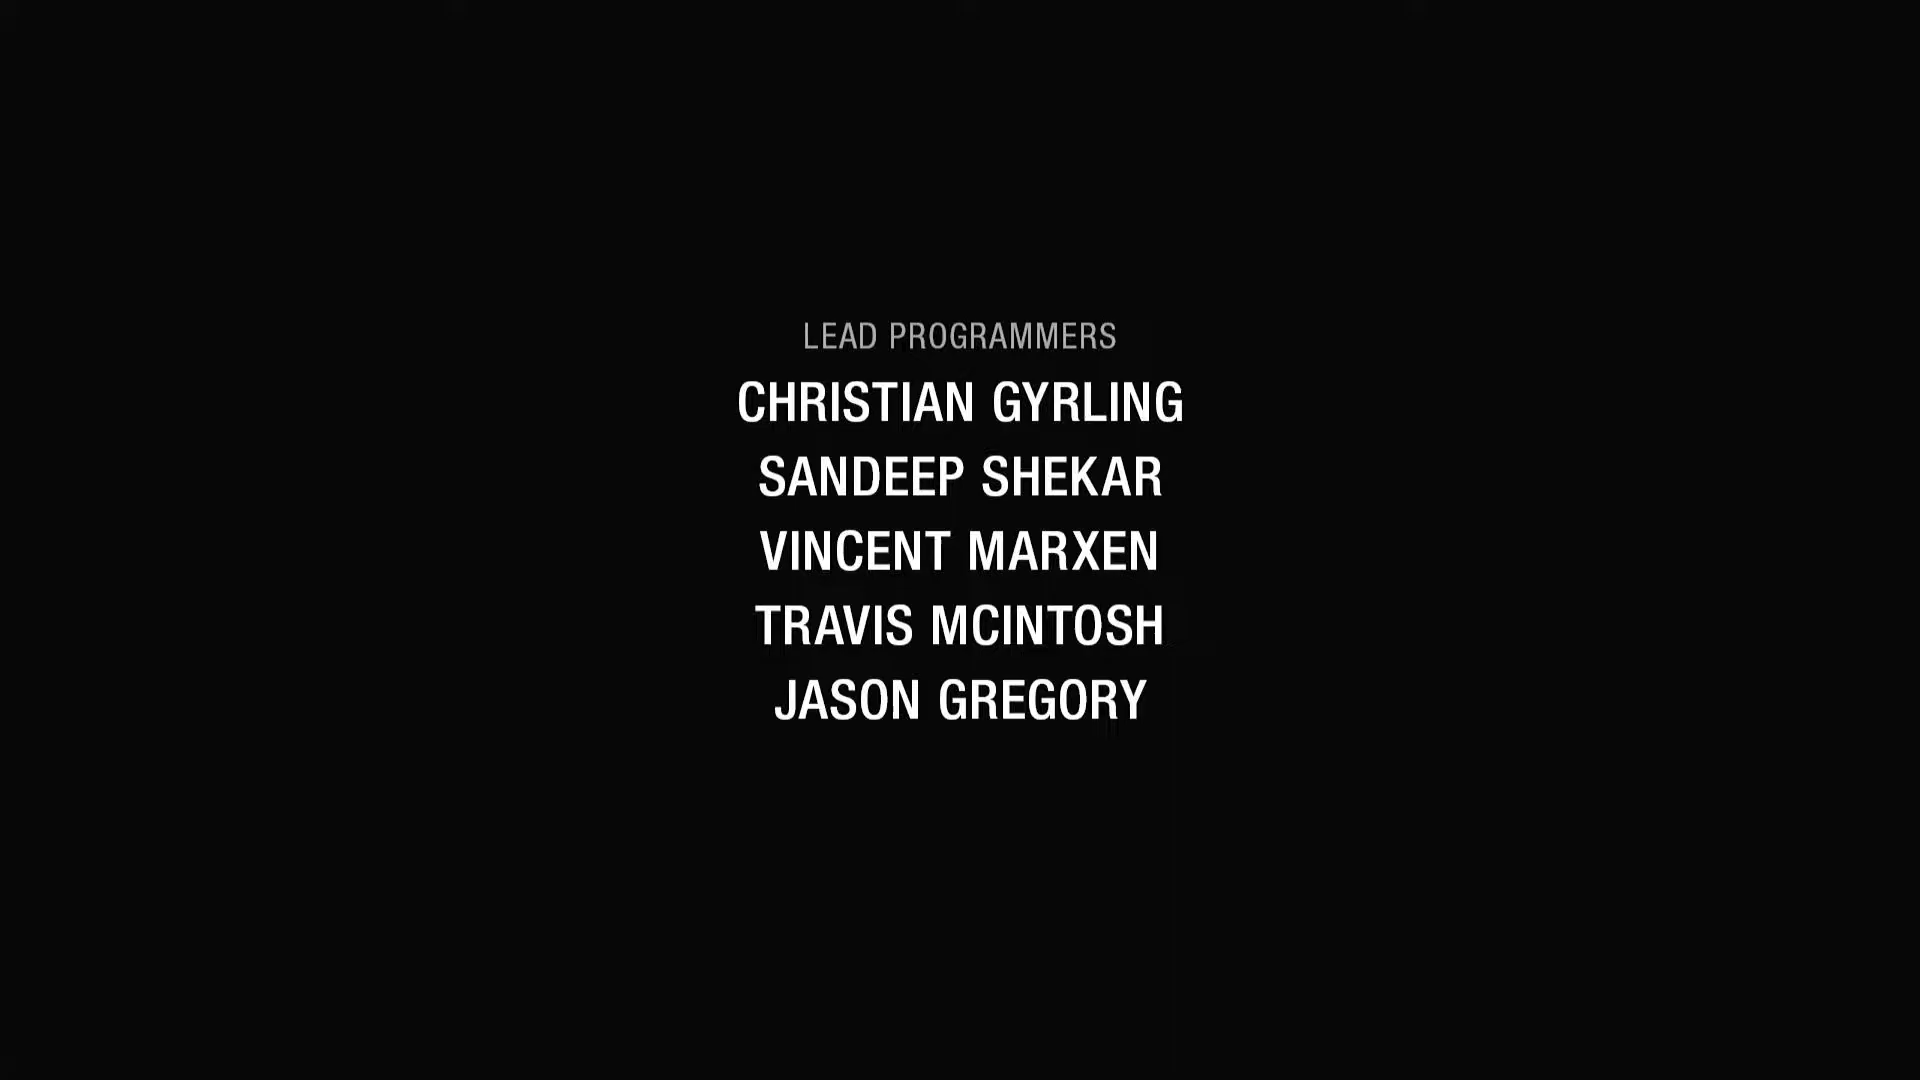 LEAD PROGRAMMERS
CHRISTIAN GYRLING
SANDEEP SHEKAR
VINCENT MARXEN
TRAVIS MCINTOSH
JASON GREGORY